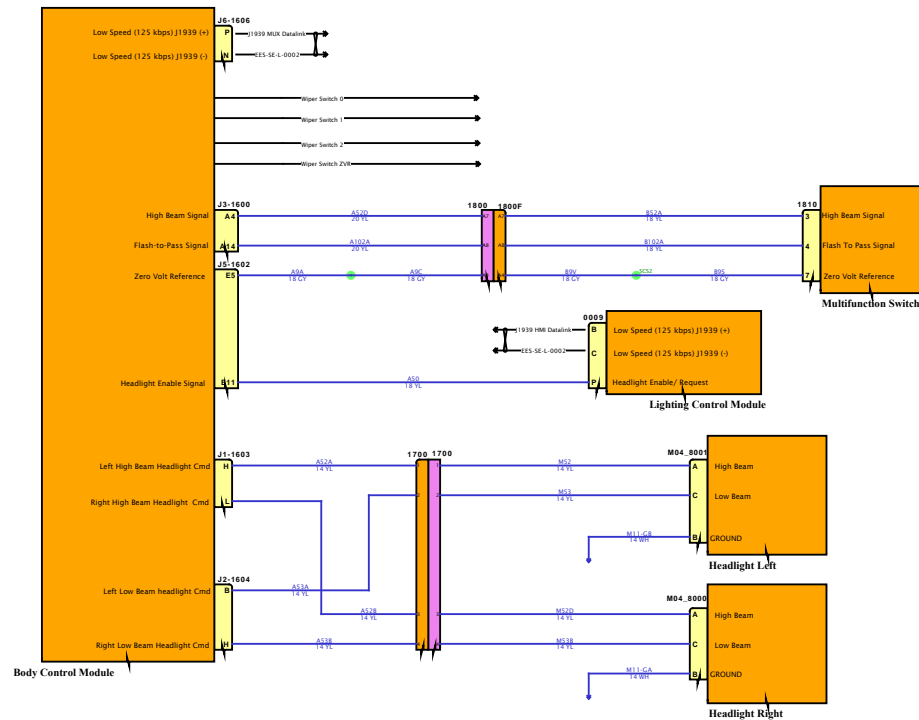 J6-1606
Low Speed (125 kbps) J1939 (+) P J1939 MUX Datalink
Low Speed (125 kbps) J1939 (-) N EES-SE-L-0002
Wiper Switch 0
Wiper Switch 1
Wiper Switch 2
Wiper Switch ZVR
J3-1600 1800 1800F 1810
High Beam Signal A4 A52D A7 A7 B52A 3 High Beam Signal
20 YL 18 YL
Flash-to-Pass Signal A14 A102A A8 A8 B102A 4 Flash To Pass Signal
20 YL 18 YL
J5-1602
Zero Volt Reference E5 A9A A9C B9V SCS2 B9S 7 Zero Volt Reference
18 GY 18 GY 18 GY 18 GY
Multifunction Switch
0009
J1939 HMI Datalink B Low Speed (125 kbps) J1939 (+)
EES-SE-L-0002 C Low Speed (125 kbps) J1939 (-)
Headlight Enable Signal B11 A50 P Headlight Enable/ Request
18 YL
Lighting Control Module
J1-1603 1700 1700 M04_8001
Left High Beam Headlight Cmd H A52A 1 1 M52 A High Beam
14 YL 14 YL
Right High Beam Headlight Cmd L 2 2 M53 C Low Beam
14 YL
M11-GB B GROUND
14 WH
Headlight Left
J2-1604 M04_8000
Left Low Beam headlight Cmd B A53A
14 YL
A52B 3 3 M52D A High Beam
14 YL 14 YL
Right Low Beam Headlight Cmd H A53B M53B C Low Beam
14 YL 14 YL
M11-GA B GROUND
14 WH
Body Control Module
Headlight Right